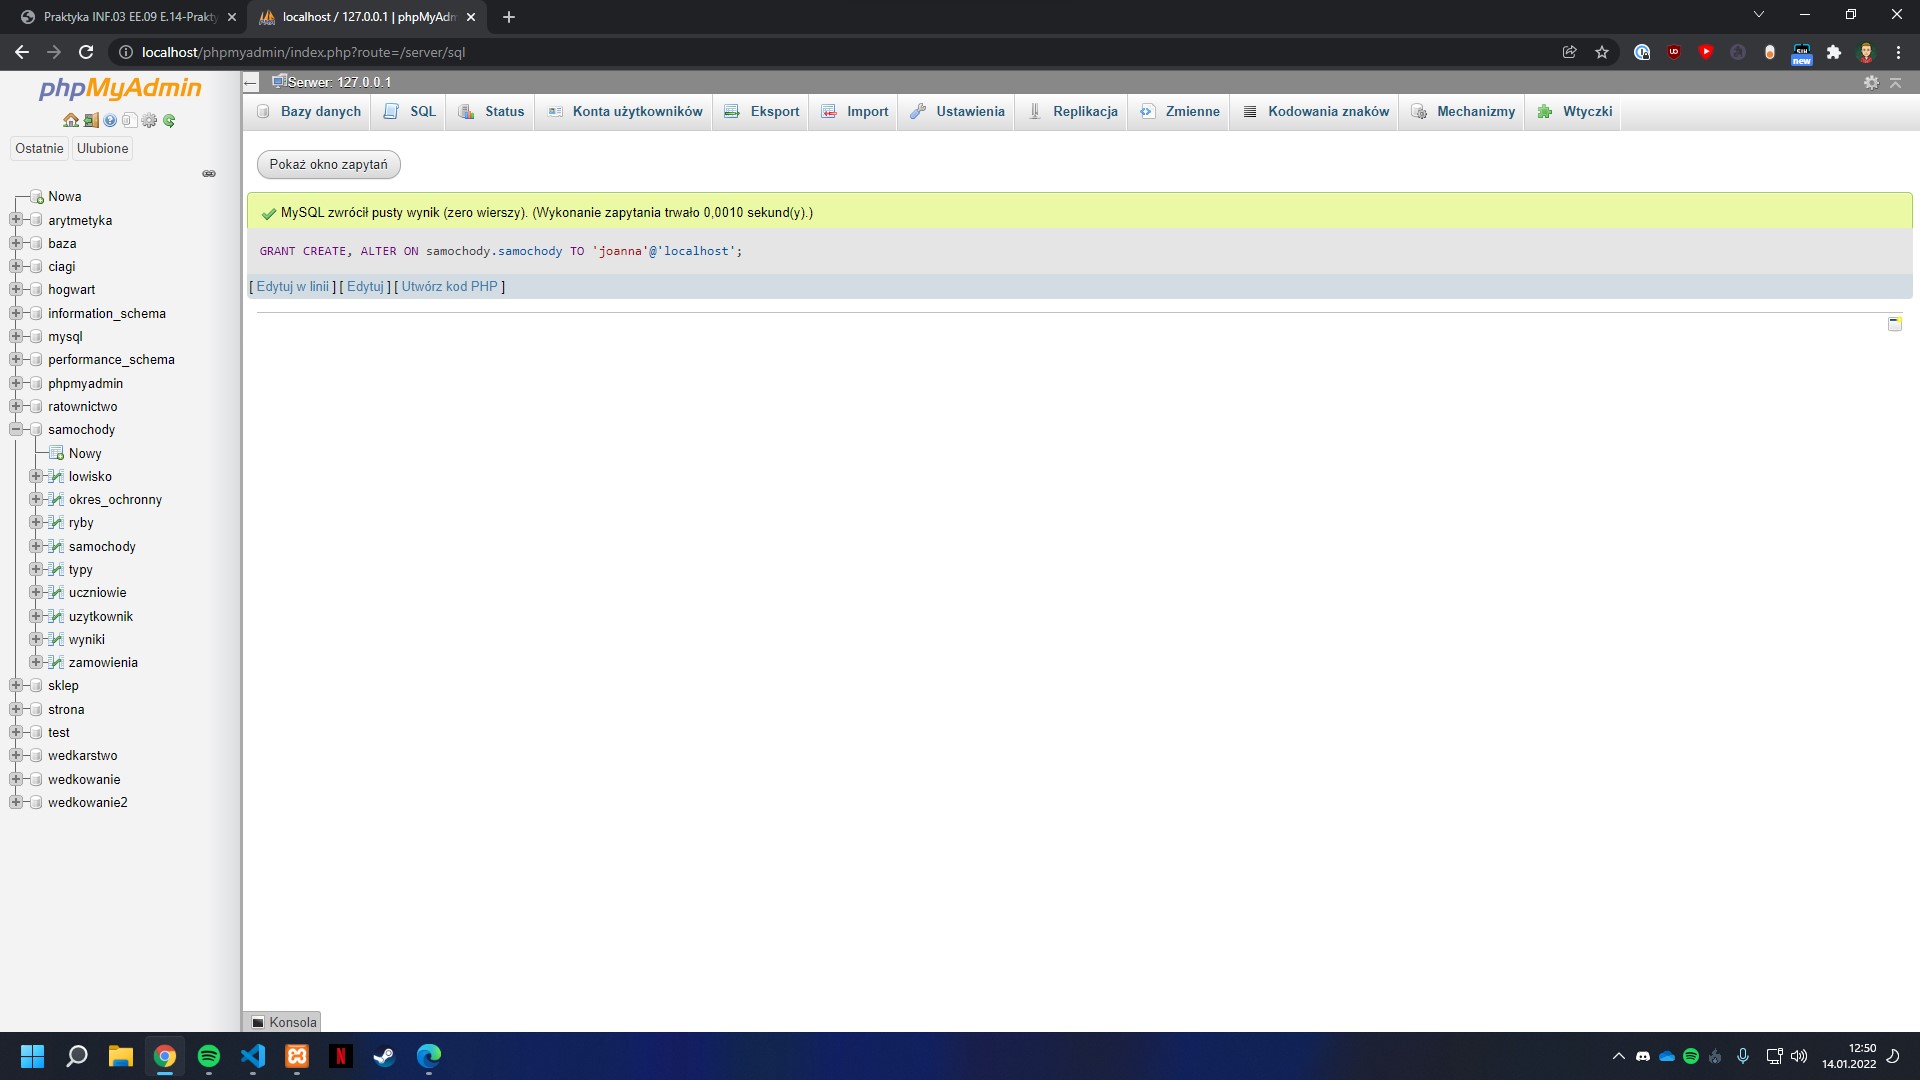 Praktyka INF.03 EE.09 E.14-Prakty
localhost / 127.0.0.1 | phpMyAdm
localhost/phpmyadmin/index.php?route=/server/sql
new
phpMyAdmin
Ostatnie Ulubione
Nowa
arytmetyka
baza
ciagi
hogwart
information_schema
mysql
performance_schema
phpmyadmin
ratownictwo
samochody
Nowy
lowisko
okres_ochronny
ryby
samochody
typy
uczniowie
uzytkownik
wyniki
zamowienia
sklep
strona
test
wedkarstwo
wedkowanie
wedkowanie2
Serwer: 127.0.0.1
Bazy danych SQL Status Konta użytkowników Eksport Import Ustawienia Replikacja Zmienne Kodowania znaków Mechanizmy Wtyczki
Pokaż okno zapytań
MySQL zwrócił pusty wynik (zero wierszy). (Wykonanie zapytania trwało 0,0010 sekund(y).)
GRANT CREATE, ALTER ON samochody.samochody TO 'joanna'@'localhost';
[ Edytuj w linii ] [ Edytuj ] [ Utwórz kod PHP ]
Konsola
12:50
14.01.2022